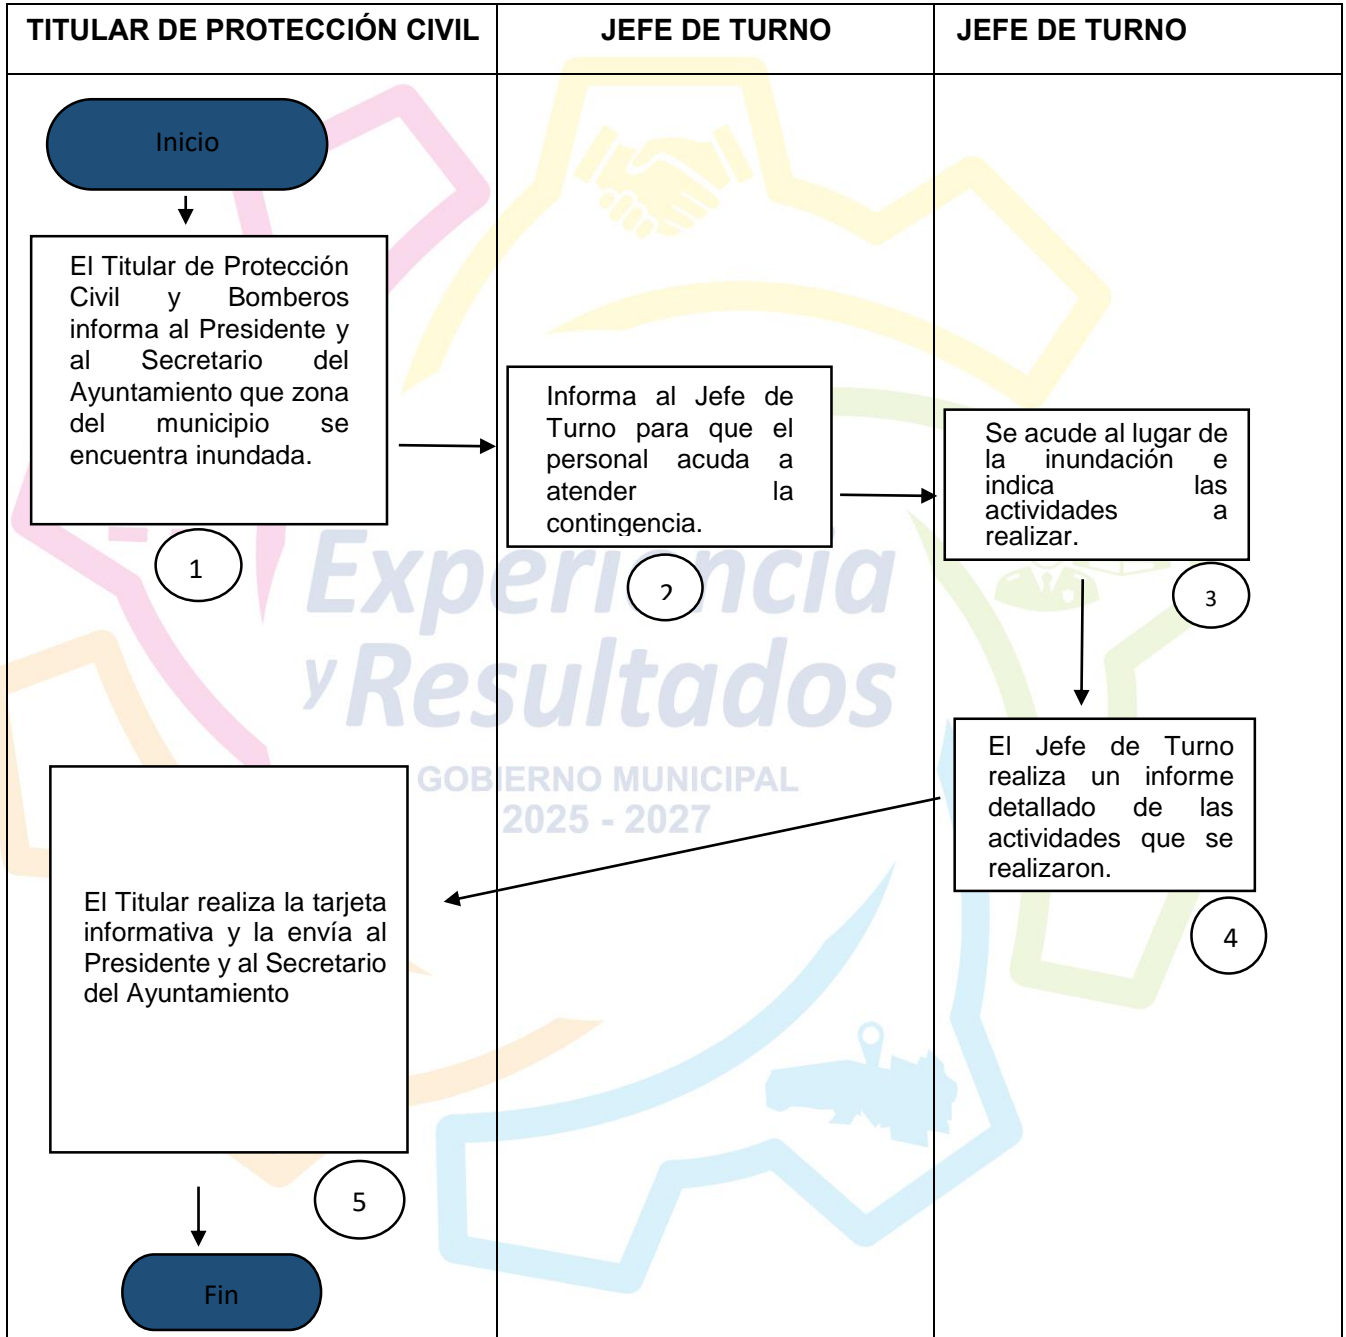 TITULAR DE PROTECCIÓN CIVIL
JEFE DE TURNO
JEFE DE TURNO
Inicio
El Titular de Protección
Civil y Bomberos
informa al Presidente y
al Secretario del
Ayuntamiento que zona
del municipio se
encuentra inundada.
1
Informa al Jefe de
Turno para que el
personal acuda a
atender la
contingencia.
2
Se acude al lugar de
la inundación e
indica las
actividades a
realizar.
3
Experiencia
y Resultados
GOBIERNO MUNICIPAL
2025 - 2027
El Jefe de Turno
realiza un informe
detallado de las
actividades que se
realizaron.
4
El Titular realiza la tarjeta
informativa y la envía al
Presidente y al Secretario
del Ayuntamiento
5
Fin